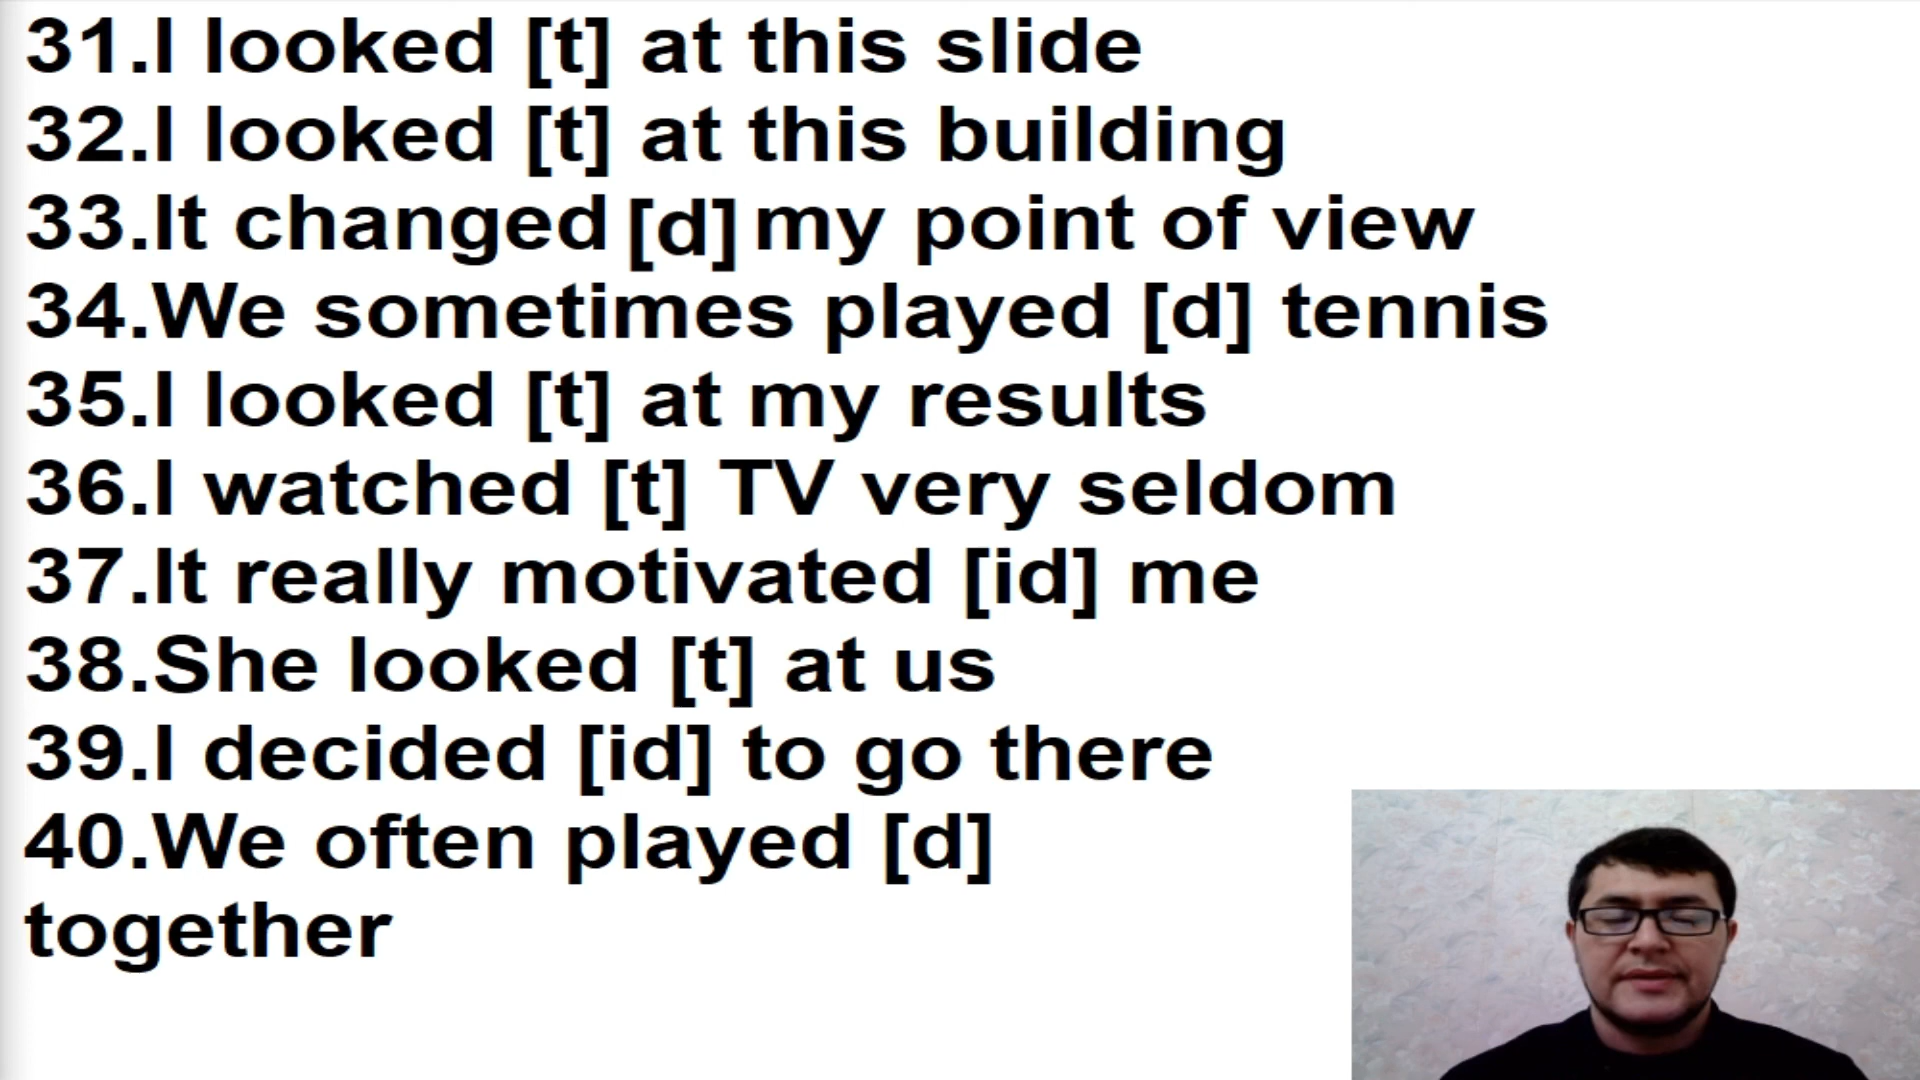 31.I looked [t] at this slide
32.I looked [t] at this building
33.It changed [d] my point of view
34.We sometimes played [d] tennis
35.I looked [t] at my results
36.I watched [t] TV very seldom
37.It really motivated [id] me
38.She looked [t] at us
39.I decided [id] to go there
40.We often played [d]
together